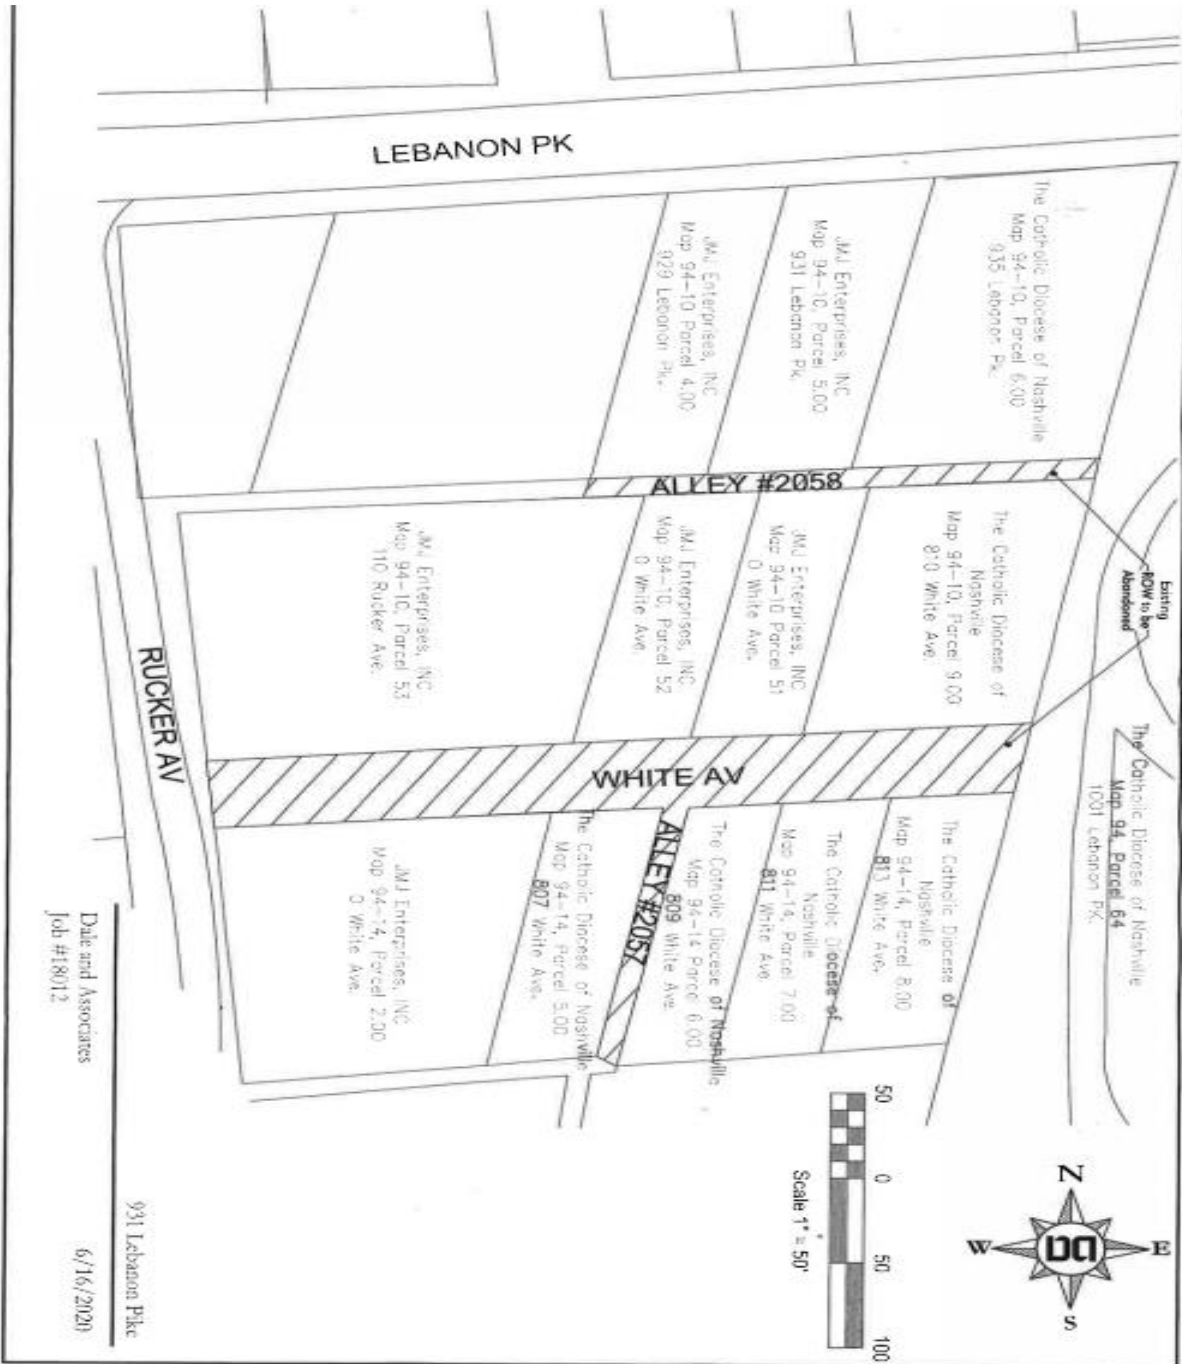 LEBANON PK
The Catholic Diocese of Nashville
Map 94-10, Parcel 6.00
935 Lebanon Pk.
JMJ Enterprises, INC
Map 94-10, Parcel 5.00
931 Lebanon Pk.
JMJ Enterprises, INC
Map 94-10 Parcel 4.00
929 Lebanon Pk.
ALLEY #2058
Existing
ROW to be
Abandoned
The Catholic Diocese of
Nashville
Map 94-10, Parcel 9.00
810 White Ave.
JMJ Enterprises, INC
Map 94-10 Parcel 51
0 White Ave.
JMJ Enterprises, INC
Map 94-10, Parcel 52
0 White Ave.
JMJ Enterprises, INC
Map 94-10, Parcel 53
110 Rucker Ave.
RUCKER AV
WHITE AV
The Catholic Diocese of Nashville
Map 94, Parcel 64
1001 Lebanon PK.
The Catholic Diocese of
Nashville
Map 94-14, Parcel 8.00
813 White Ave.
The Catholic Diocese of
Nashville
Map 94-14, Parcel 7.00
811 White Ave.
The Catholic Diocese of Nashville
Map 94-14 Parcel 6.00
809 White Ave.
ALLEY #2057
The Catholic Diocese of Nashville
Map 94-14, Parcel 5.00
807 White Ave.
JMJ Enterprises, INC
Map 94-14, Parcel 2.00
0 White Ave.
50 0 50 100
Scale 1" = 50'
N
W E
S
Dale and Associates
Job #18012
931 Lebanon Pike
6/16/2020